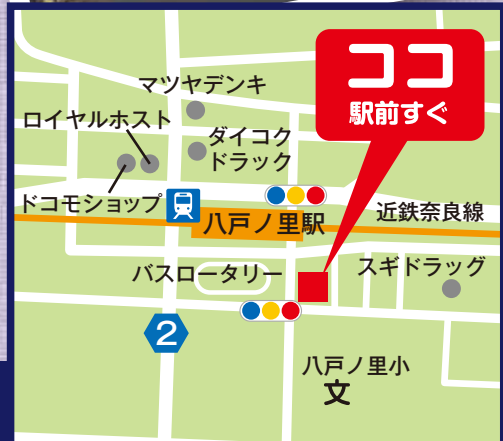 ココ
駅前すぐ
マツヤデンキ
ロイヤルホスト
ダイコク
ドラック
ドコモショップ
八戸ノ里駅
近鉄奈良線
バスロータリー
スギドラッグ
2
八戸ノ里小
文